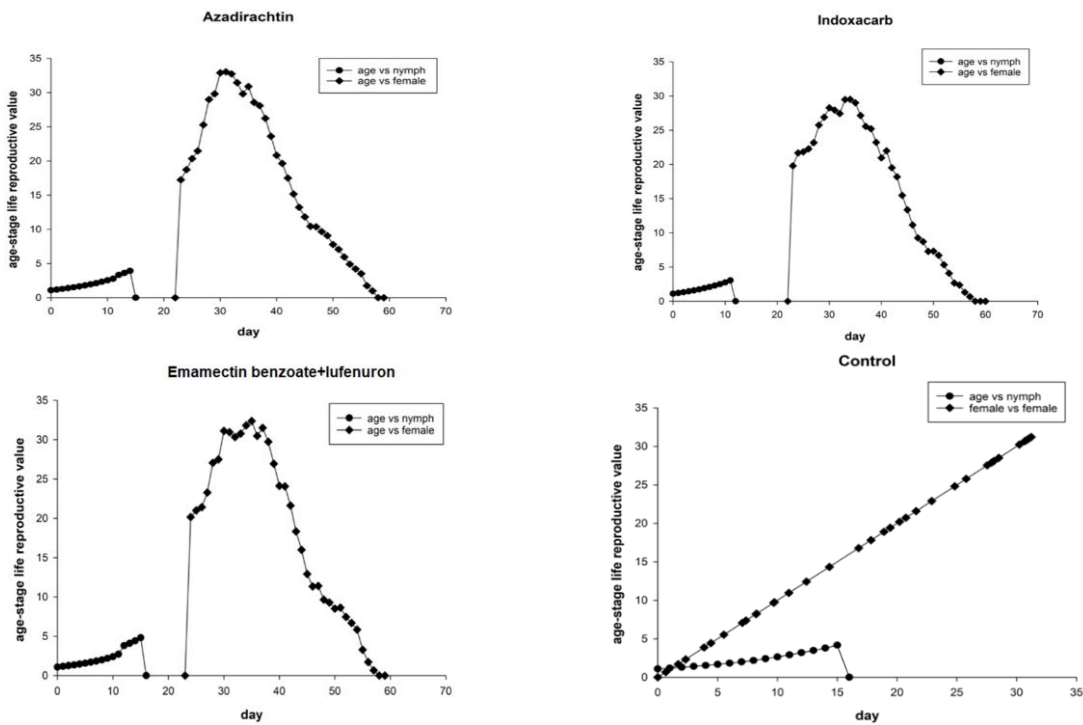 Azadirachtin
35
30
25
20
15
10
5
0
age-stage life reproductive value
age vs nymph
age vs female
0 10 20 30 40 50 60 70
day
Indoxacarb
35
30
25
20
15
10
5
0
age-stage life reproductive value
age vs nymph
age vs female
0 10 20 30 40 50 60 70
day
Emamectin benzoate+lufenuron
35
30
25
20
15
10
5
0
age-stage life reproductive value
age vs nymph
age vs female
0 10 20 30 40 50 60 70
day
Control
35
30
25
20
15
10
5
0
age-stage life reproductive value
age vs nymph
female vs female
0 5 10 15 20 25 30 35
day